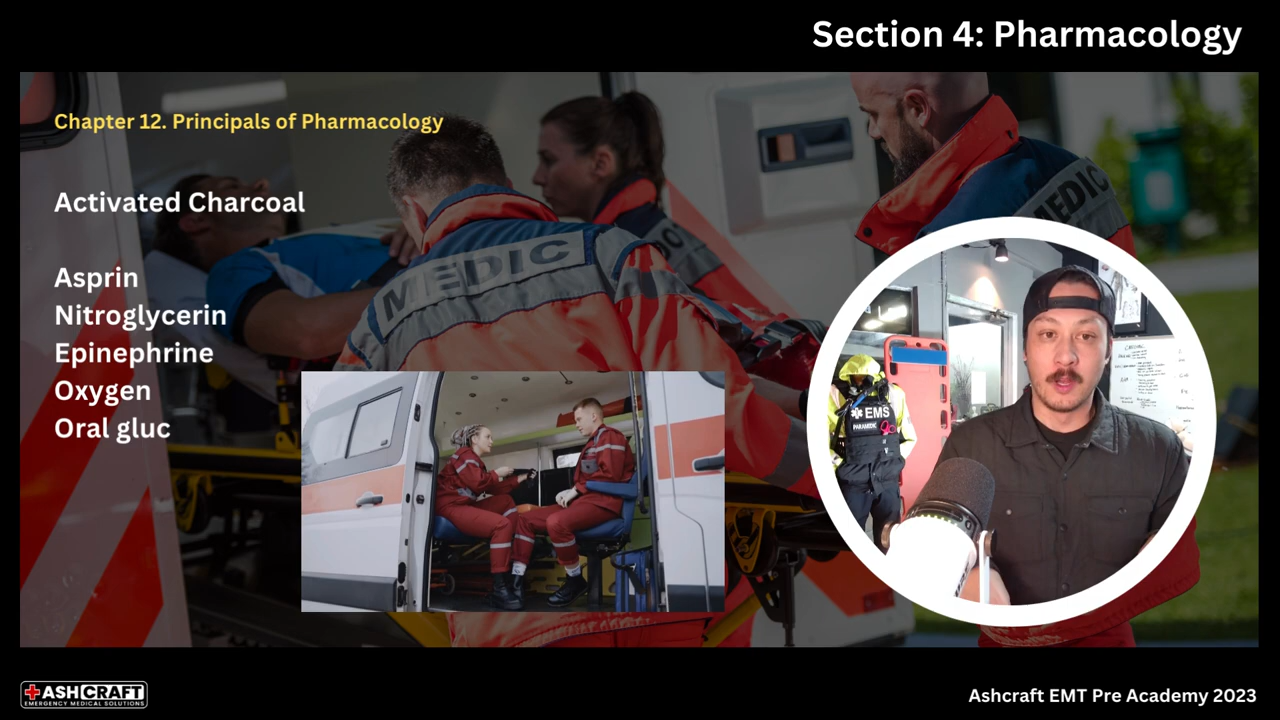 Section 4: Pharmacology
Chapter 12. Principals of Pharmacology
Activated Charcoal
Asprin
Nitroglycerin
Epinephrine
Oxygen
Oral gluc
MEDIC
MEDIC
EMS
PARAMEDIC
ASHCRAFT
EMERGENCY MEDICAL SOLUTIONS
Ashcraft EMT Pre Academy 2023